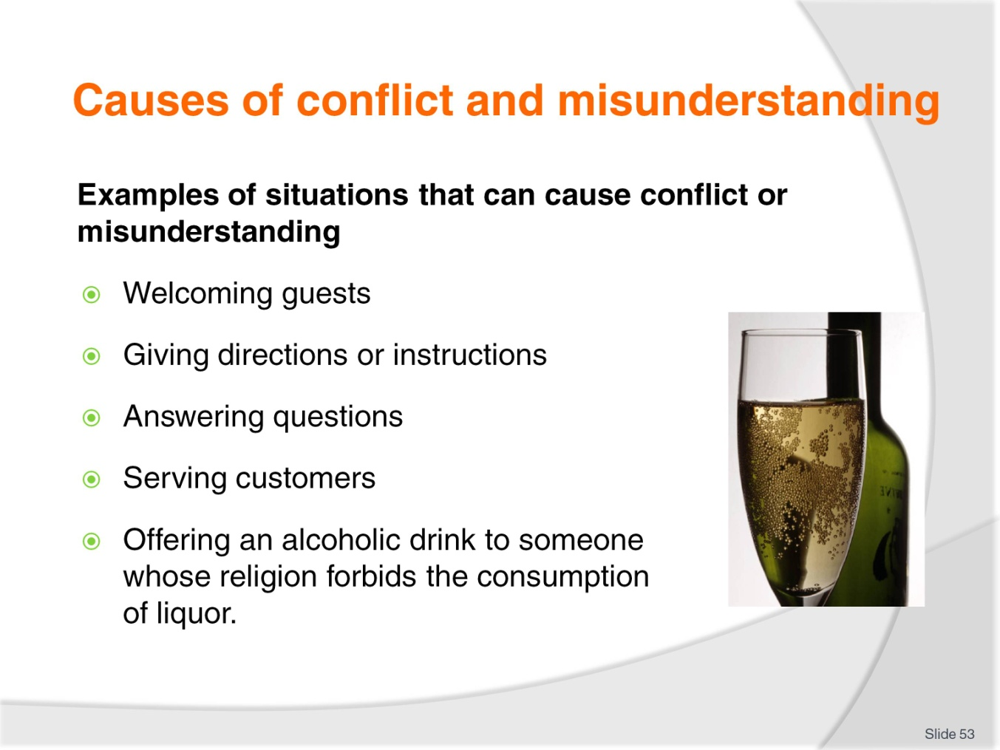 Causes of conflict and misunderstanding
Examples of situations that can cause conflict or
misunderstanding
Welcoming guests
Giving directions or instructions
Answering questions
Serving customers
Offering an alcoholic drink to someone
whose religion forbids the consumption
of liquor.
Slide 53